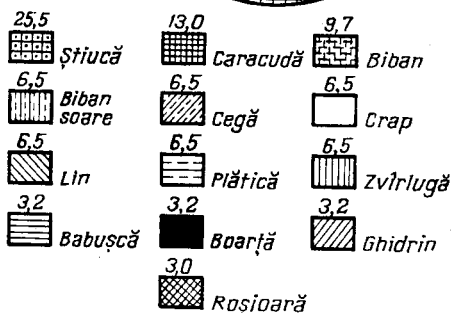 25,5 13,0 9,7
Știucă Caracudă Biban
6,5 6,5 6,5
Biban
soare Cegă Crap
6,5 6,5 6,5
Lin Plătică Zvîrlugă
3,2 3,2 3,2
Babușcă Boarță Ghidrin
3,0
Roșioară